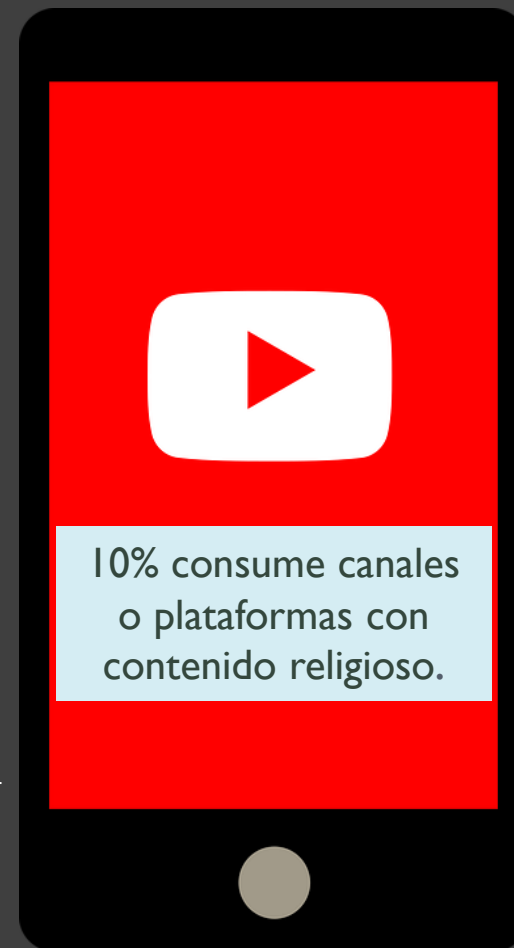 10% consume canales
o plataformas con
contenido religioso.